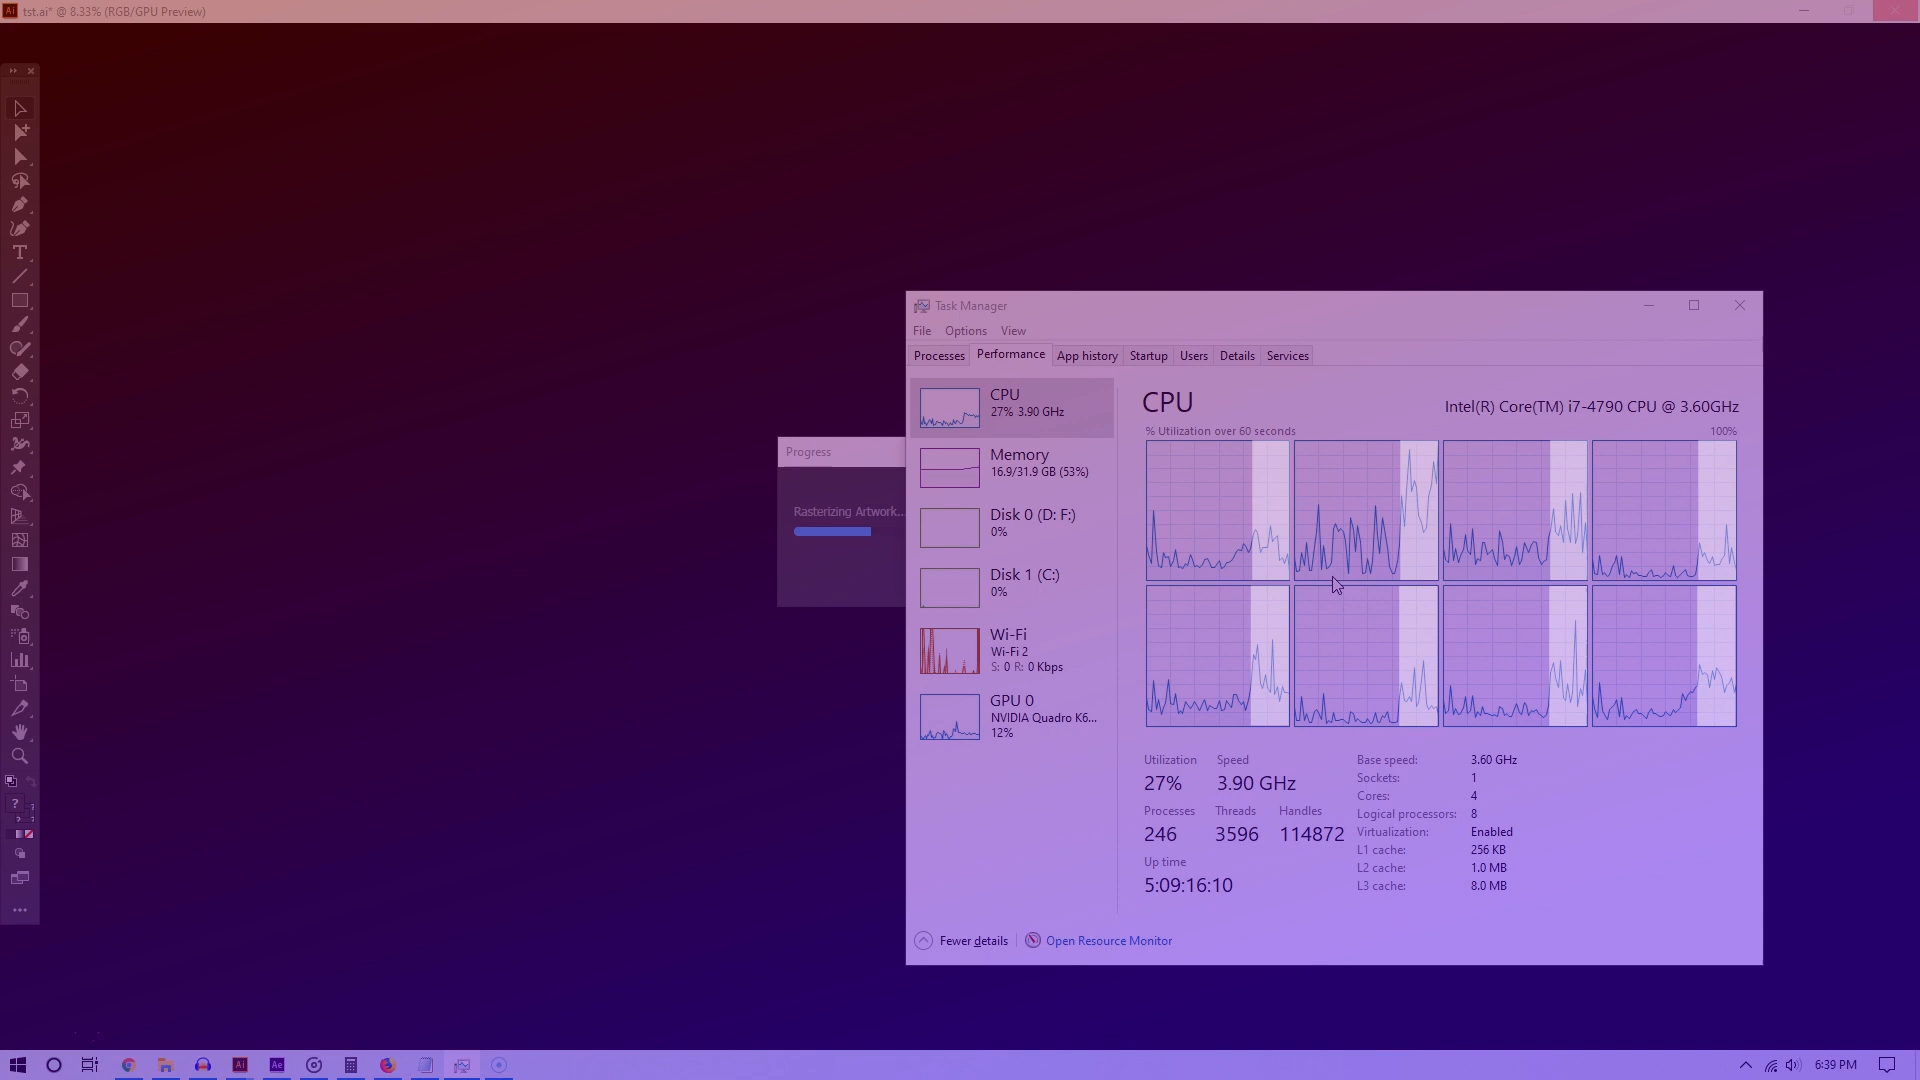 Ai tst.ai* @ 8.33% (RGB/GPU Preview)
T
Task Manager
File Options View
Processes Performance App history Startup Users Details Services
CPU
27% 3.90 GHz
Memory
16.9/31.9 GB (53%)
Disk 0 (D: F:)
0%
Disk 1 (C:)
0%
Wi-Fi
Wi-Fi 2
S: 0 R: 0 Kbps
GPU 0
NVIDIA Quadro K6...
12%
CPU Intel(R) Core(TM) i7-4790 CPU @ 3.60GHz
% Utilization over 60 seconds 100%
Progress
Rasterizing Artwork...
Utilization Speed
27% 3.90 GHz
Processes Threads Handles
246 3596 114872
Up time
5:09:16:10
Base speed: 3.60 GHz
Sockets: 1
Cores: 4
Logical processors: 8
Virtualization: Enabled
L1 cache: 256 KB
L2 cache: 1.0 MB
L3 cache: 8.0 MB
Fewer details Open Resource Monitor
?
Ai Ae 6:39 PM